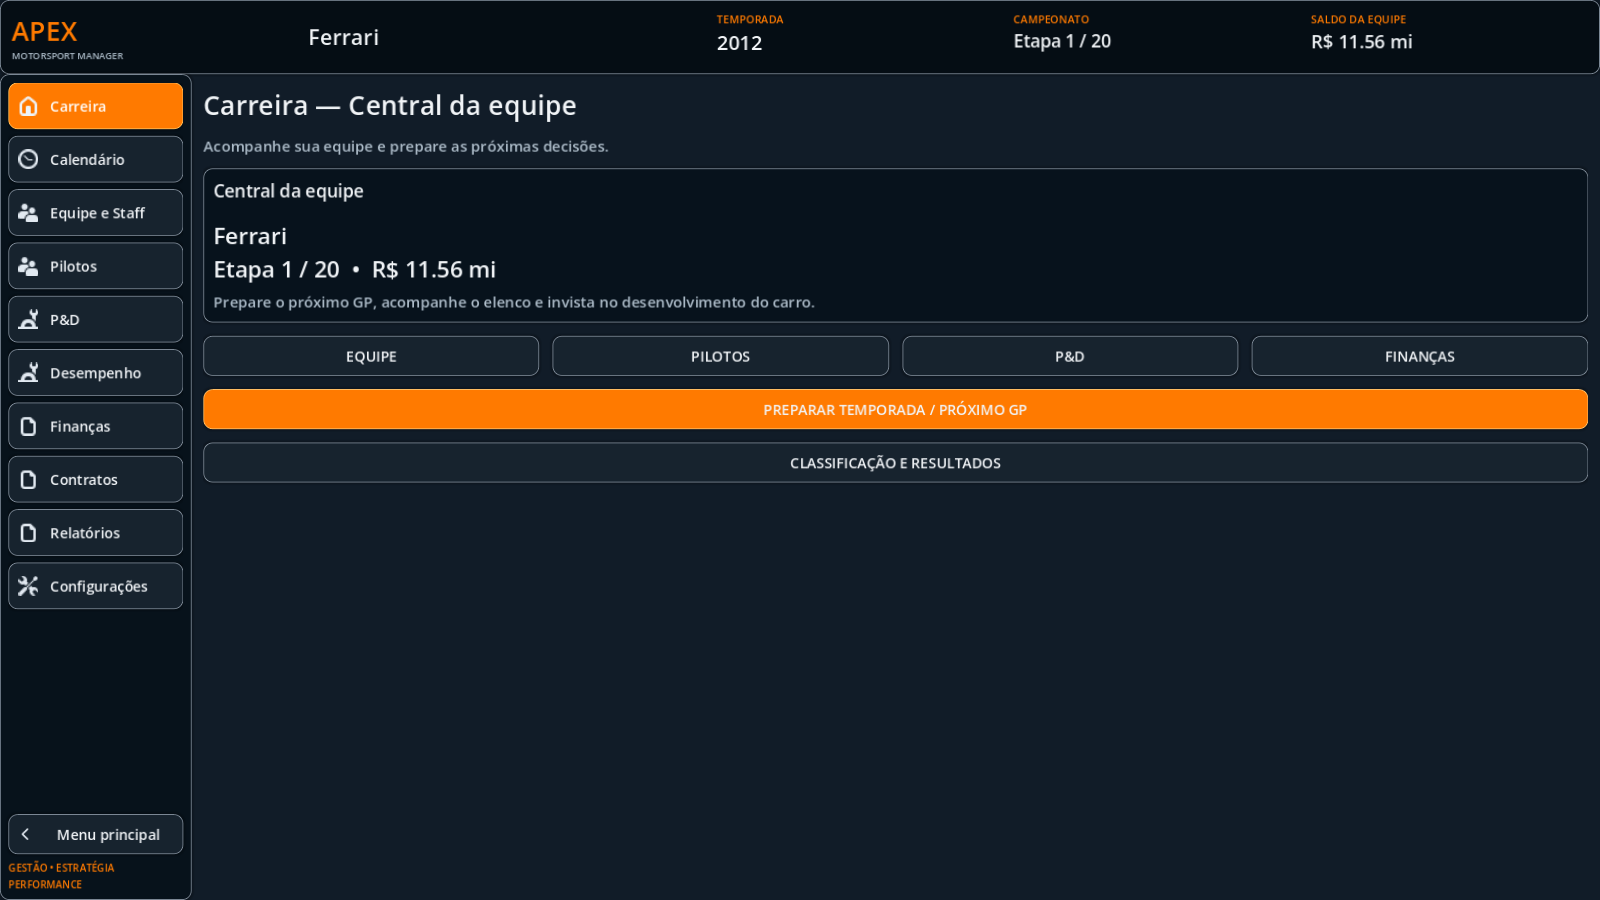 APEX
MOTORSPORT MANAGER
Ferrari
TEMPORADA
2012
CAMPEONATO
Etapa 1 / 20
SALDO DA EQUIPE
R$ 11.56 mi
Carreira
Calendário
Equipe e Staff
Pilotos
P&D
Desempenho
Finanças
Contratos
Relatórios
Configurações
Menu principal
GESTÃO • ESTRATÉGIA
PERFORMANCE
Carreira — Central da equipe
Acompanhe sua equipe e prepare as próximas decisões.
Central da equipe
Ferrari
Etapa 1 / 20 • R$ 11.56 mi
Prepare o próximo GP, acompanhe o elenco e invista no desenvolvimento do carro.
EQUIPE
PILOTOS
P&D
FINANÇAS
PREPARAR TEMPORADA / PRÓXIMO GP
CLASSIFICAÇÃO E RESULTADOS